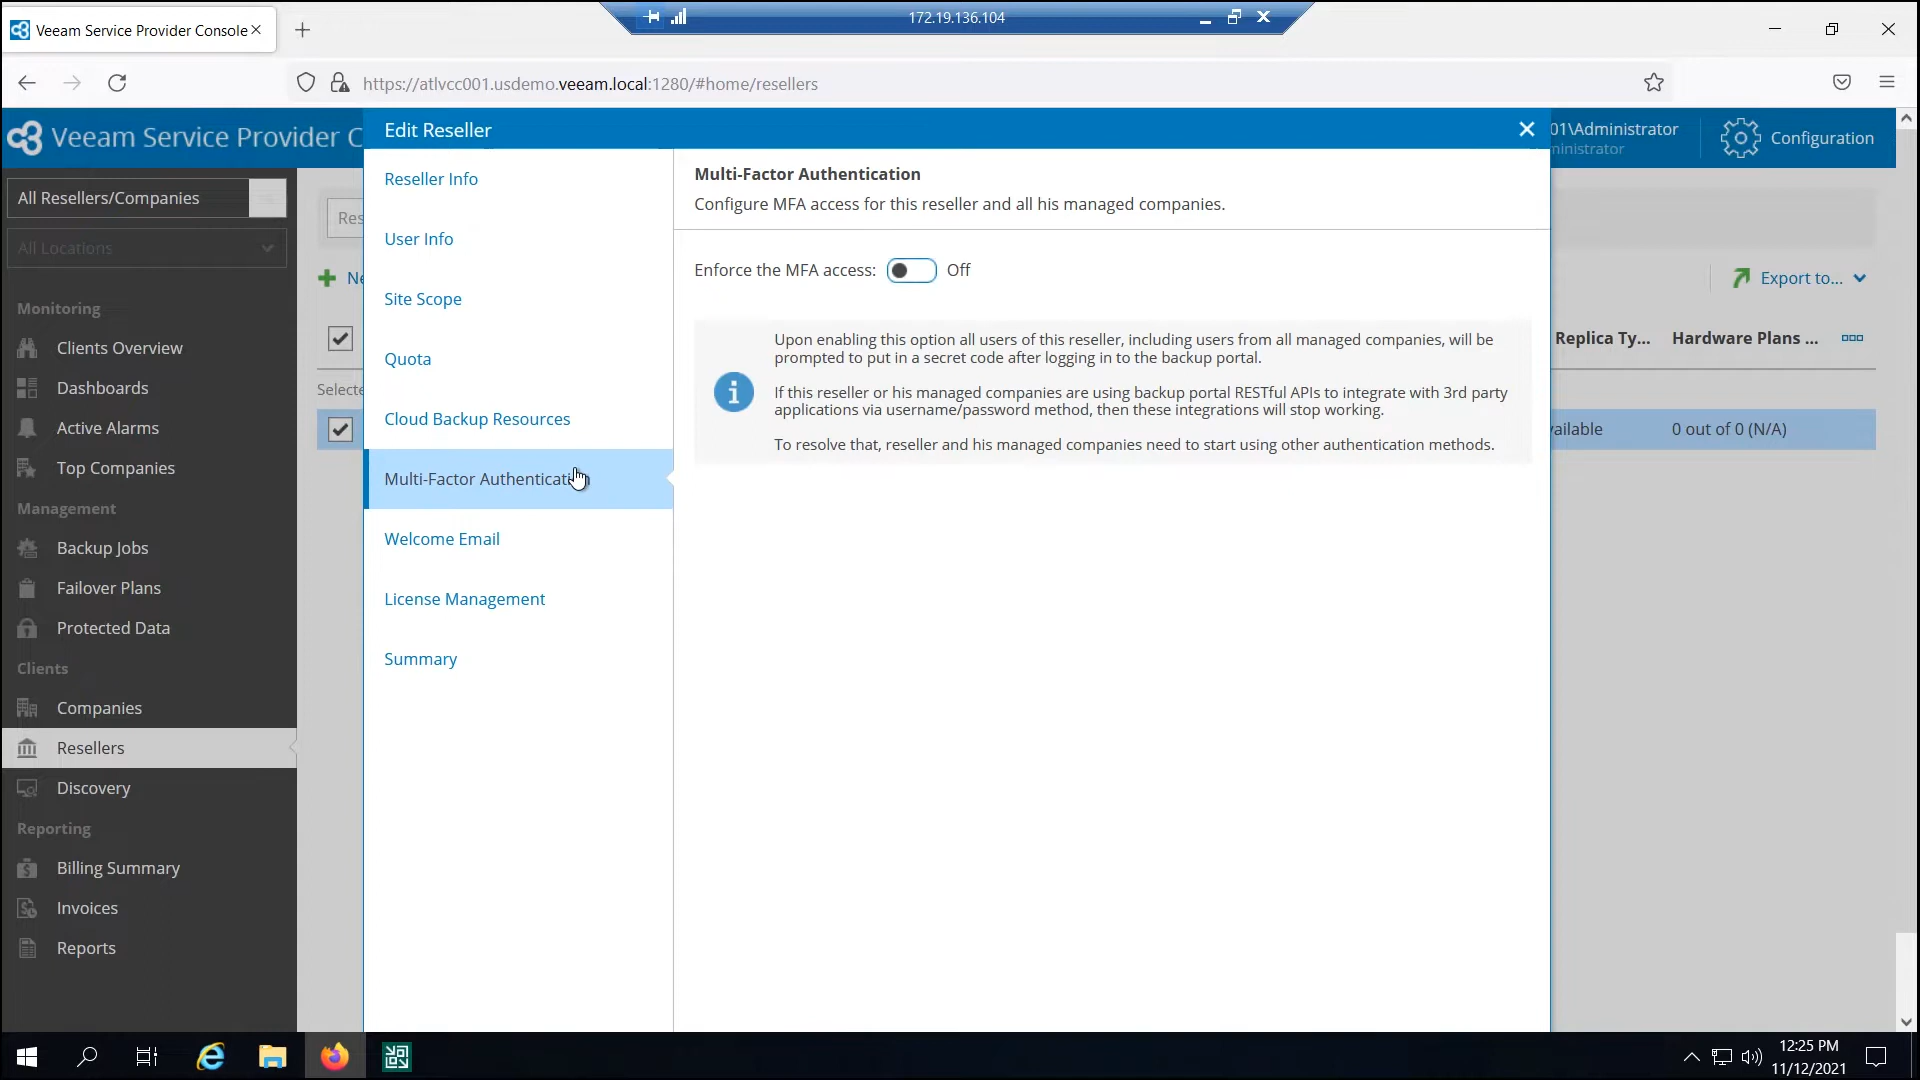 Veeam Service Provider Console
172.19.136.104
https://atlvcc001.usdemo.veeam.local:1280/#home/resellers
Veeam Service Provider C
01\Administrator
ministrator
Configuration
All Resellers/Companies
All Locations
Monitoring
Clients Overview
Dashboards
Active Alarms
Top Companies
Management
Backup Jobs
Failover Plans
Protected Data
Clients
Companies
Resellers
Discovery
Reporting
Billing Summary
Invoices
Reports
Res
Ne
Selecte
Edit Reseller
Reseller Info
User Info
Site Scope
Quota
Cloud Backup Resources
Multi-Factor Authenticati n
Welcome Email
License Management
Summary
Multi-Factor Authentication
Configure MFA access for this reseller and all his managed companies.
Enforce the MFA access: Off
Upon enabling this option all users of this reseller, including users from all managed companies, will be
prompted to put in a secret code after logging in to the backup portal.
If this reseller or his managed companies are using backup portal RESTful APIs to integrate with 3rd party
applications via username/password method, then these integrations will stop working.
To resolve that, reseller and his managed companies need to start using other authentication methods.
Export to...
Replica Ty... Hardware Plans ...
vailable 0 out of 0 (N/A)
12:25 PM
11/12/2021